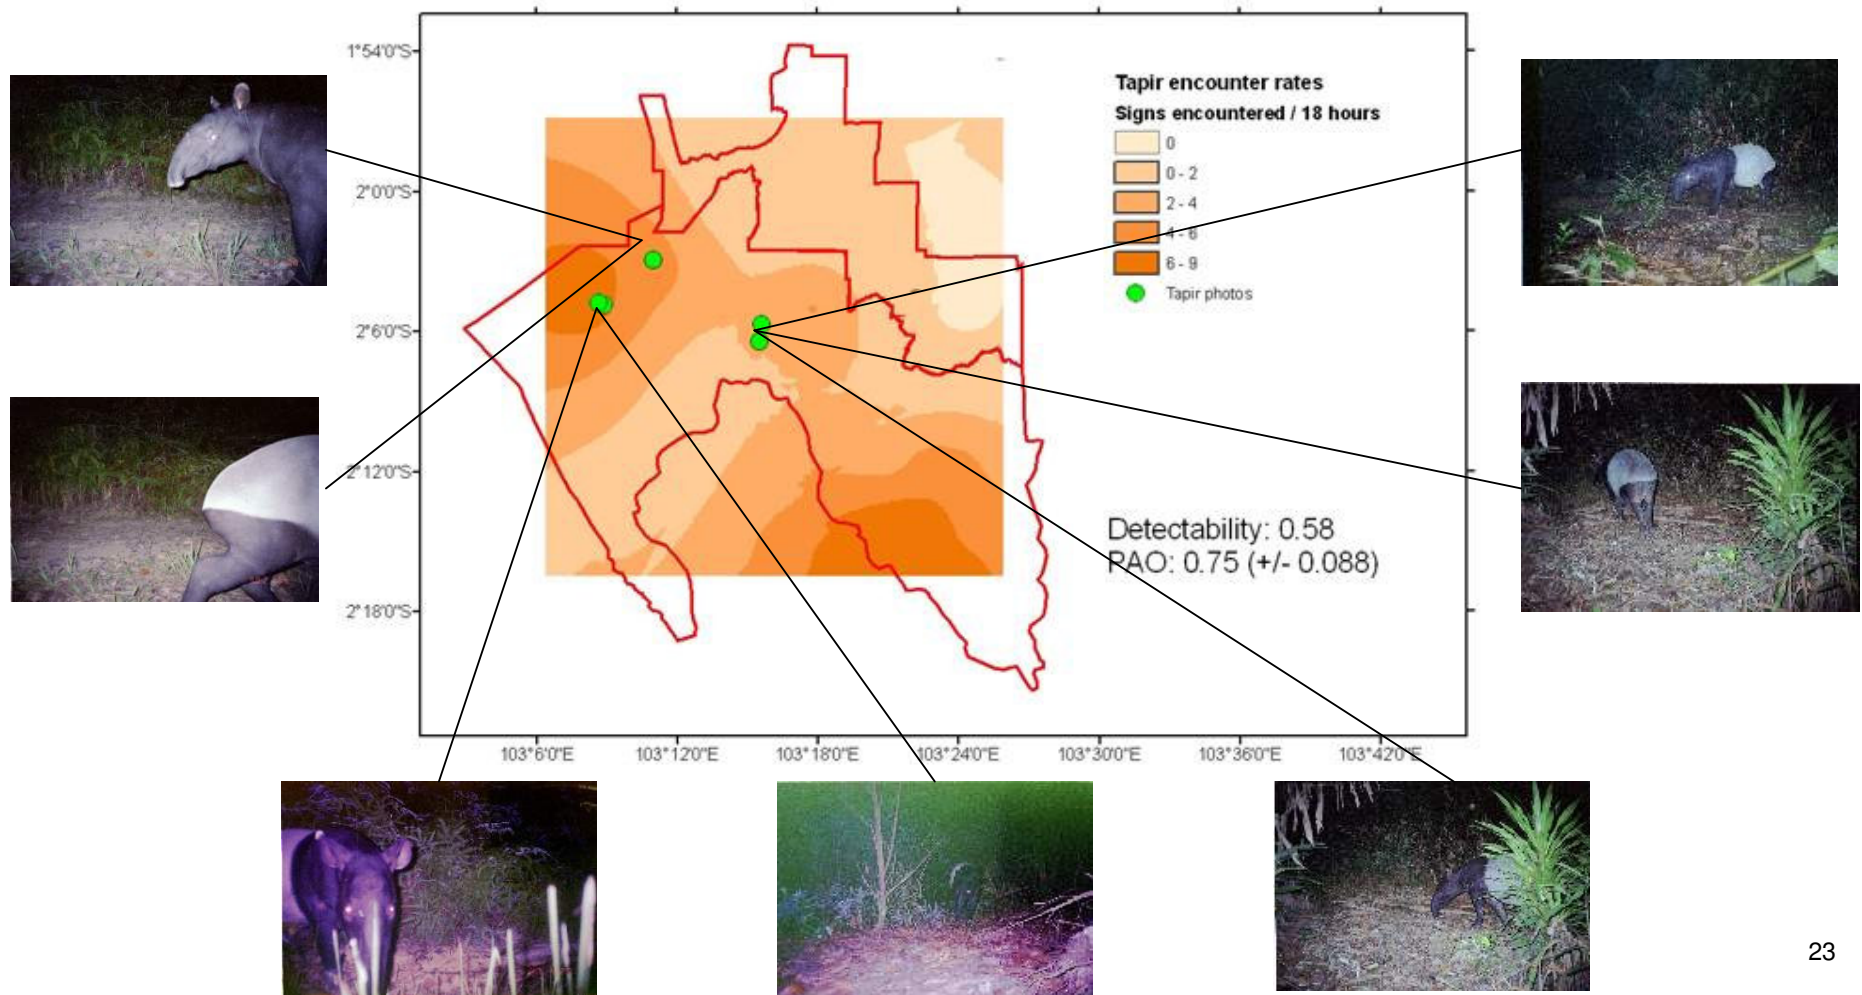 1°54'0"S
2°0'0"S
2°6'0"S
2°12'0"S
2°18'0"S
Tapir encounter rates
Signs encountered / 18 hours
0
0 - 2
2 - 4
4 - 6
6 - 9
Tapir photos
Detectability: 0.58
PAO: 0.75 (+/- 0.088)
103°6'0"E
103°12'0"E
103°18'0"E
103°24'0"E
103°30'0"E
103°36'0"E
103°42'0"E
23